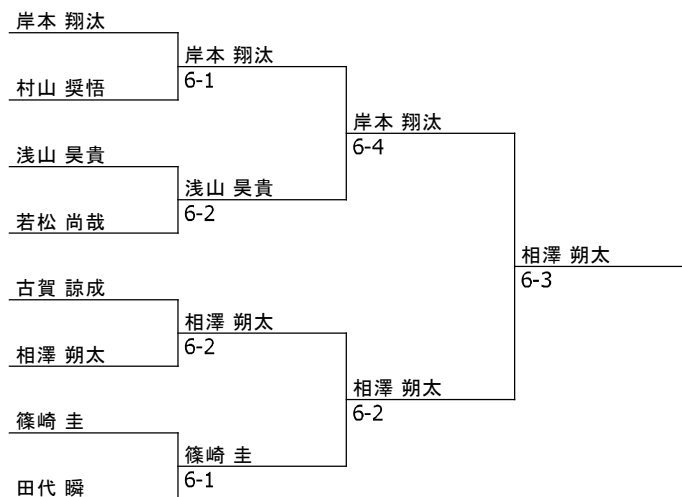 岸本 翔汰
岸本 翔汰
6-1
村山 奨悟
岸本 翔汰
6-4
浅山 昊貴
浅山 昊貴
6-2
若松 尚哉
相澤 朔太
6-3
古賀 諒成
相澤 朔太
6-2
相澤 朔太
相澤 朔太
6-2
篠崎 圭
篠崎 圭
6-1
田代 瞬